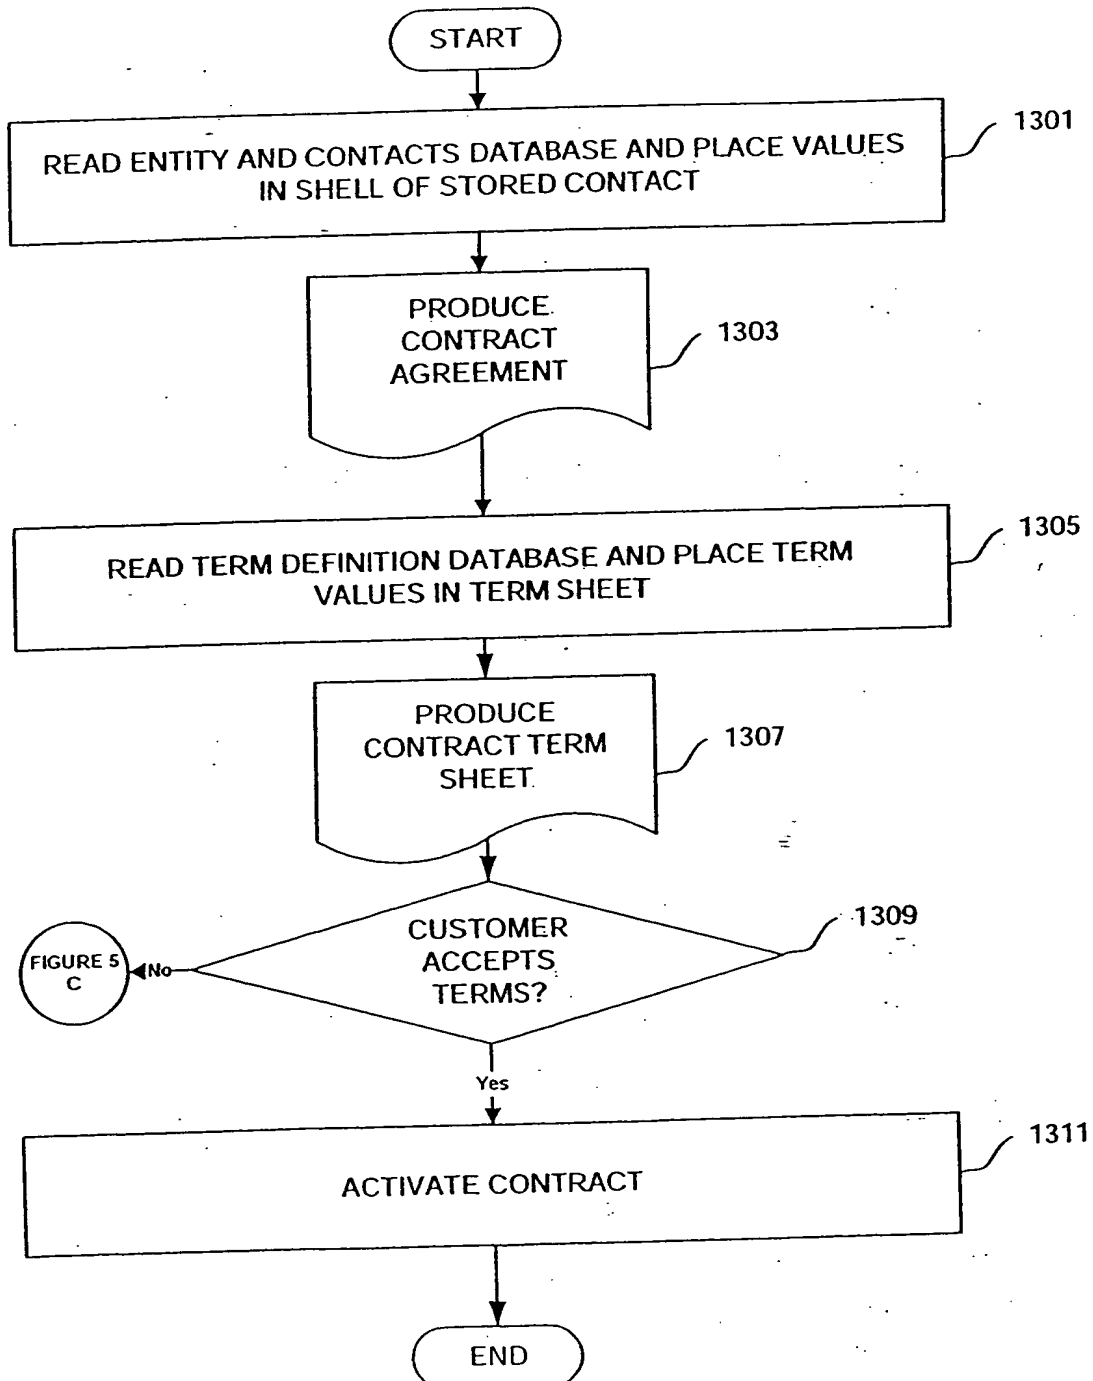 START
1301
READ ENTITY AND CONTACTS DATABASE AND PLACE VALUES
IN SHELL OF STORED CONTACT
PRODUCE
CONTRACT
AGREEMENT
1303
1305
READ TERM DEFINITION DATABASE AND PLACE TERM
VALUES IN TERM SHEET
PRODUCE
CONTRACT TERM
SHEET
1307
CUSTOMER
ACCEPTS
TERMS?
1309
FIGURE 5
C
No
Yes
1311
ACTIVATE CONTRACT
END